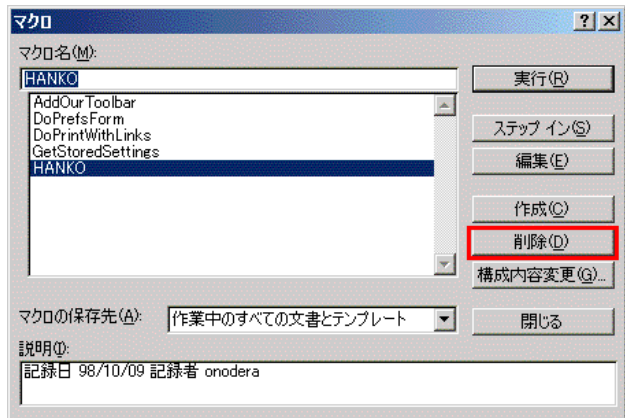 マクロ
マクロ名(M):
HANKO
実行(R)
AddOurToolbar
DoPrefsForm
DoPrintWithLinks
GetStoredSettings
HANKO
ステップ イン(S)
編集(E)
作成(C)
削除(D)
構成内容変更(G)...
マクロの保存先(A):
作業中のすべての文書とテンプレート
閉じる
説明(I):
記録日 98/10/09 記録者 onodera